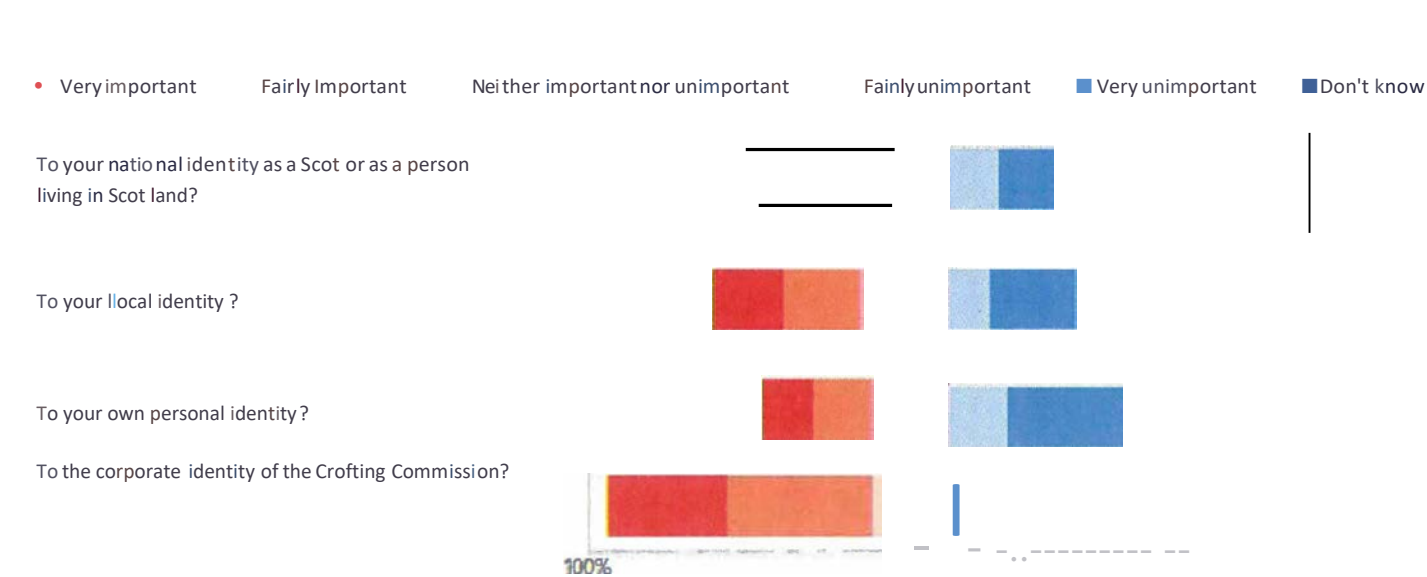 • Very important Fairly Important Neither important nor unimportant Fainly unimportant ■ Very unimportant ■ Don't know
To your national identity as a Scot or as a person
living in Scot land?
To your llocal identity ?
To your own personal identity?
To the corporate identity of the Crofting Commission?
100%